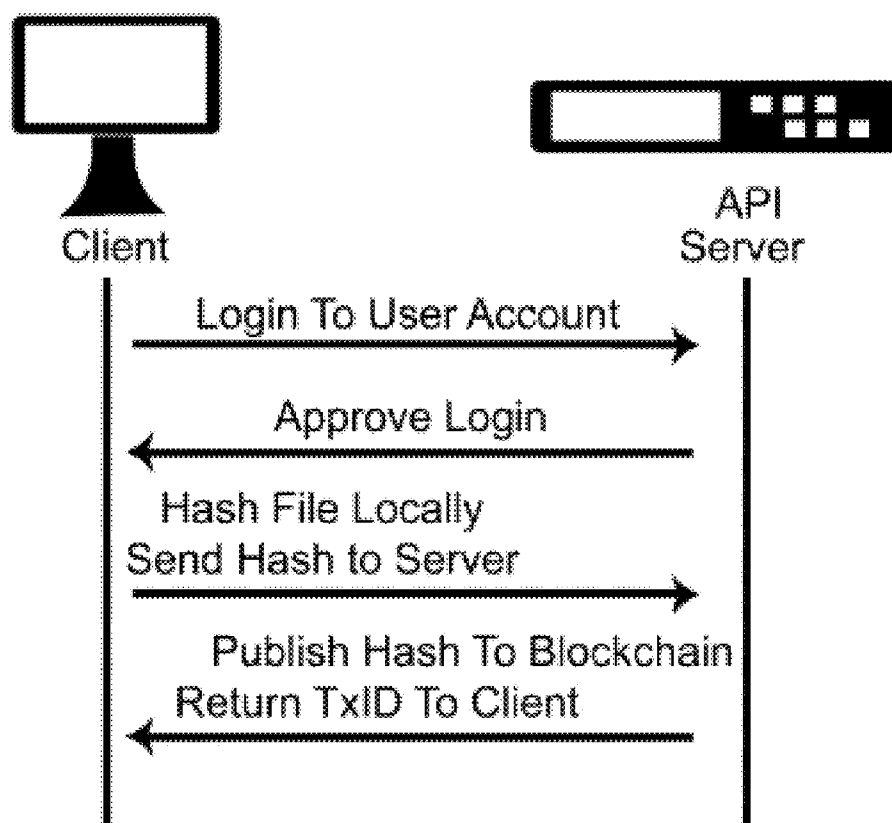 Client
API
Server
Login To User Account
Approve Login
Hash File Locally
Send Hash to Server
Publish Hash To Blockchain
Return TxID To Client